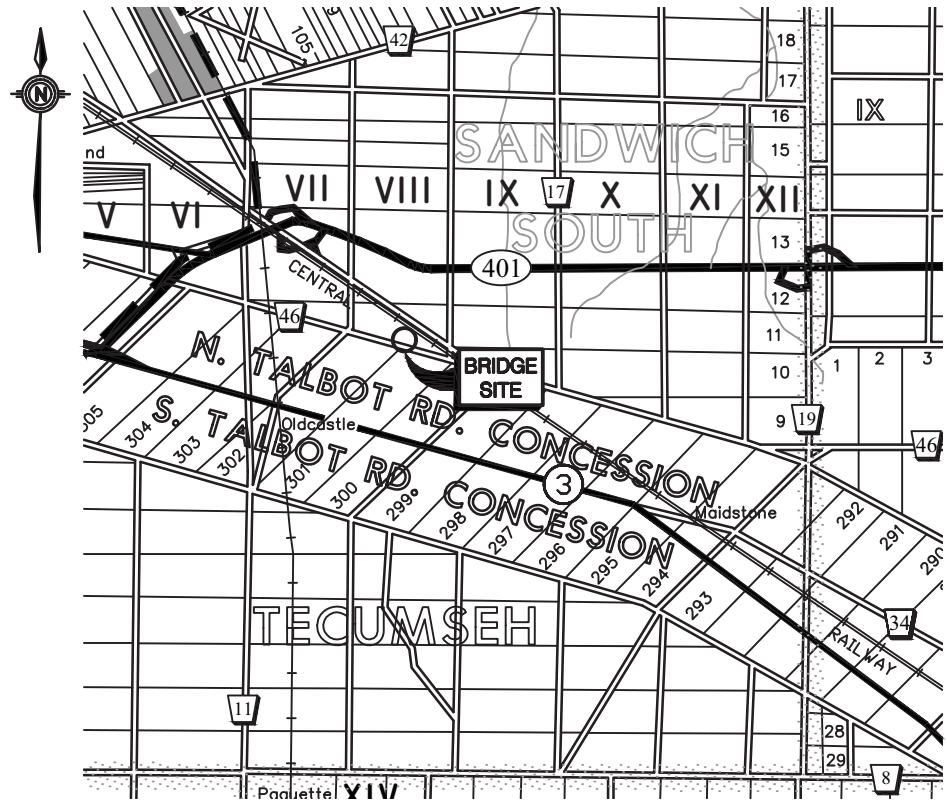 42
105
18
17
16
IX
SANDWICH
15
nd
VII
VIII
IX
17
X
XI
XII
V
VI
SOUTH
13
401
CENTRAL
12
46
11
N. TALBOT RD. CONCESSION
BRIDGE
SITE
10
1
2
3
9
19
46
Oldcastle
S. TALBOT RD CONCESSION
305
304
303
302
301
300
299
298
297
296
295
294
293
3
Maidstone
292
291
290
TECUMSEH
34
RAILWAY
11
28
29
8
Paquette
XIV
N